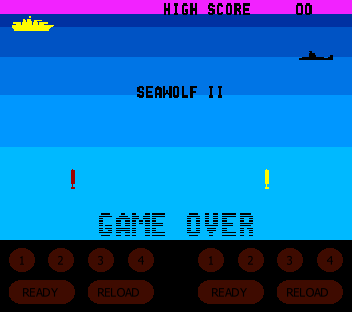 HIGH SCORE 00
SEAWOLF II
GAME OVER
1 2 3 4 1 2 3 4
READY RELOAD READY RELOAD